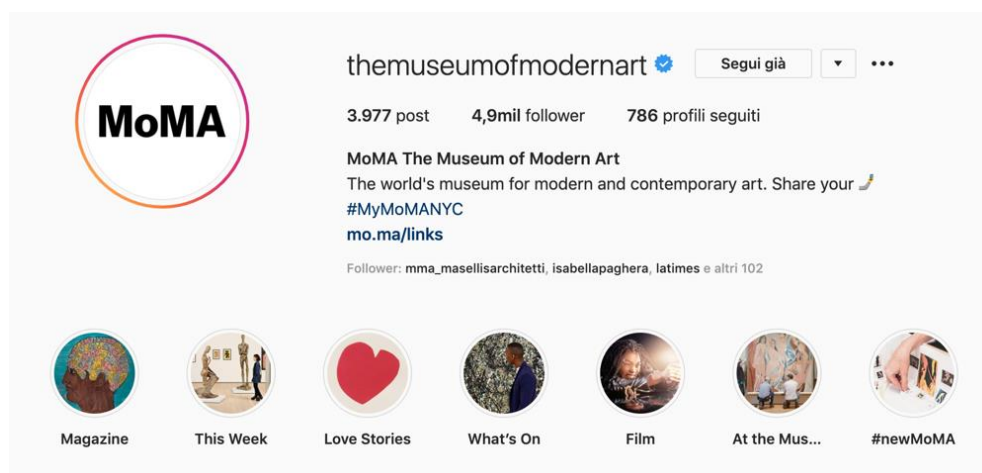 MoMA
themuseumofmodernart Segui già
3.977 post 4,9mil follower 786 profili seguiti
MoMA The Museum of Modern Art
The world's museum for modern and contemporary art. Share your 🤳
#MyMoMANYC
mo.ma/links
Follower: mma_masellisarchitetti, isabellapaghera, latimes e altri 102
Magazine This Week Love Stories What's On Film At the Mus... #newMoMA